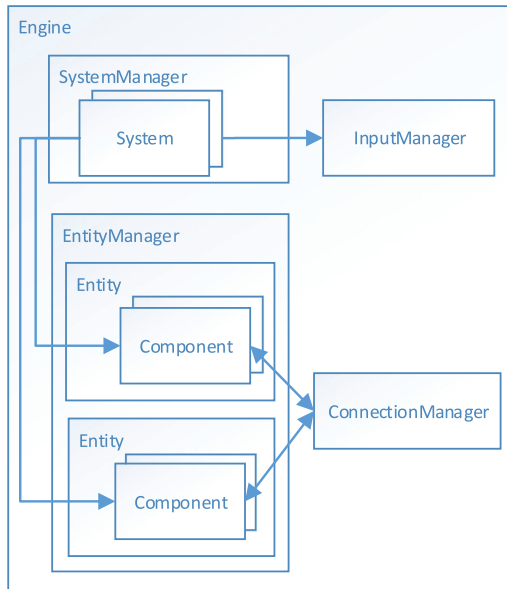 Engine
SystemManager
System
InputManager
EntityManager
Entity
Component
ConnectionManager
Entity
Component